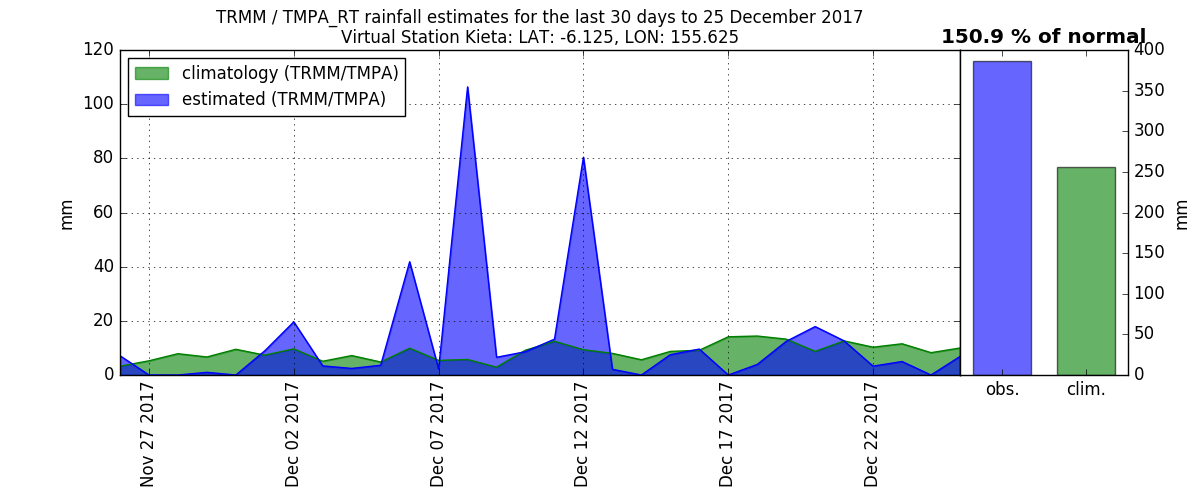 TRMM / TMPA_RT rainfall estimates for the last 30 days to 25 December 2017
Virtual Station Kieta: LAT: -6.125, LON: 155.625
150.9 % of normal
climatology (TRMM/TMPA)
estimated (TRMM/TMPA)
120
100
80
60
40
20
0
mm
Nov 27 2017
Dec 02 2017
Dec 07 2017
Dec 12 2017
Dec 17 2017
Dec 22 2017
400
350
300
250
200
150
100
50
0
mm
obs.
clim.